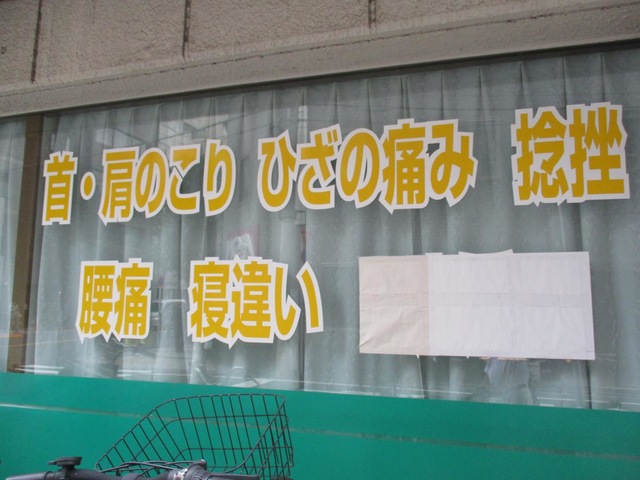 首・肩のこり ひざの痛み 捻挫
腰痛 寝違い